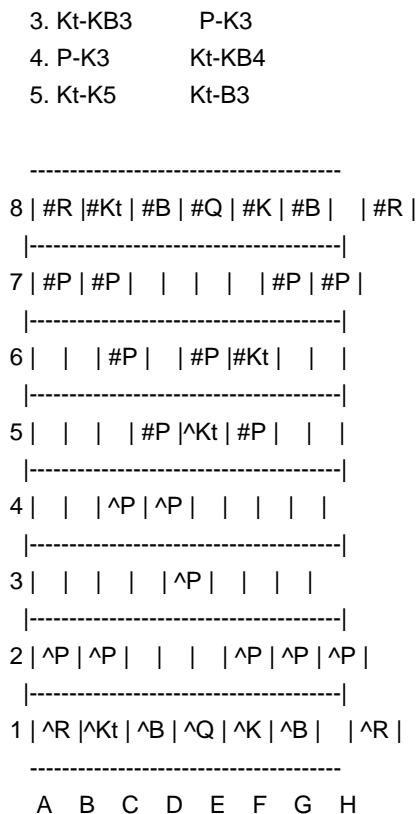 3. Kt-KB3 P-K3
4. P-K3 Kt-KB4
5. Kt-K5 Kt-B3
-----------------------------------------
8 | #R |#Kt | #B | #Q | #K | #B | | #R |
|-----------------------------------------|
7 | #P | #P | | | | | #P | #P |
|-----------------------------------------|
6 | | | #P | | #P |#Kt | | |
|-----------------------------------------|
5 | | | | #P |^Kt | #P | | |
|-----------------------------------------|
4 | | | ^P | ^P | | | | |
|-----------------------------------------|
3 | | | | | ^P | | | |
|-----------------------------------------|
2 | ^P | ^P | | | | ^P | ^P | ^P |
|-----------------------------------------|
1 | ^R |^Kt | ^B | ^Q | ^K | ^B | | ^R |
-----------------------------------------
A B C D E F G H